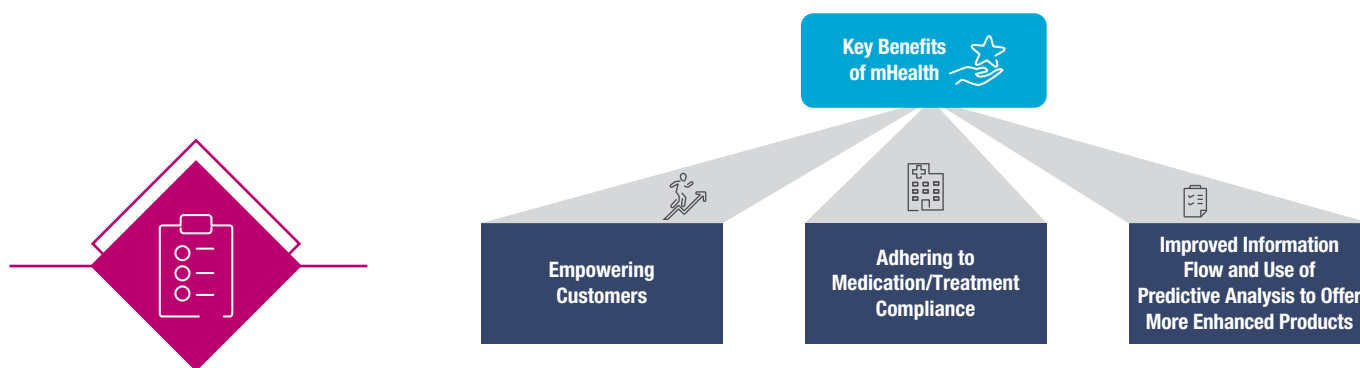 Key Benefits
of mHealth
Empowering
Customers
Adhering to
Medication/Treatment
Compliance
Improved Information
Flow and Use of
Predictive Analysis to Offer
More Enhanced Products